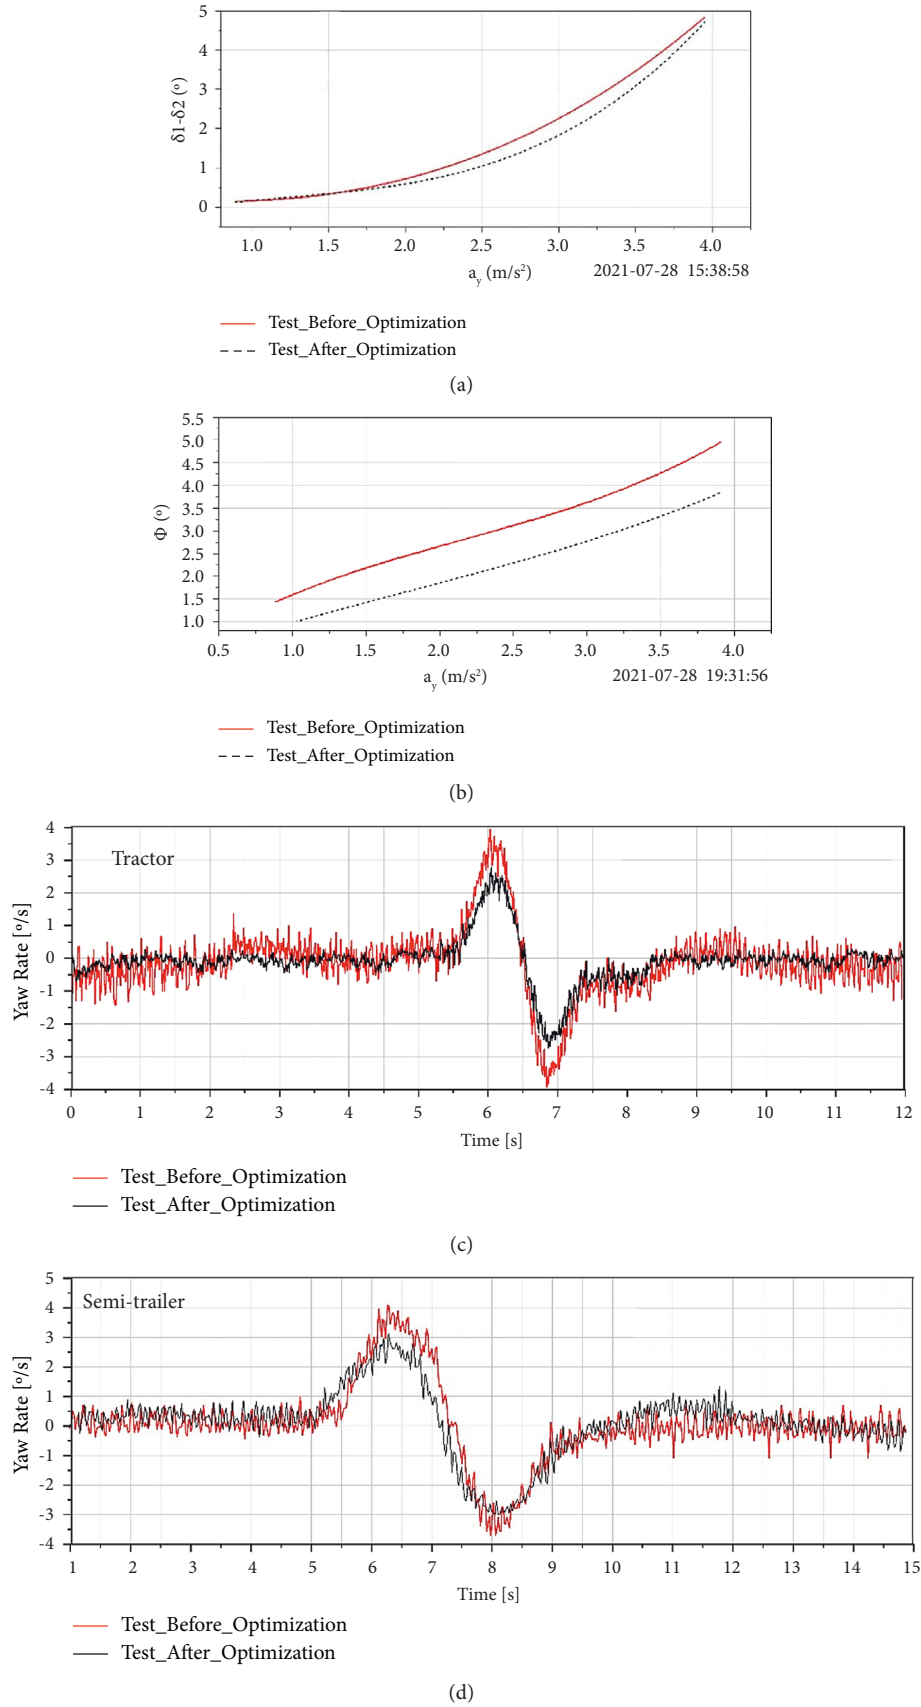 5
4
3
2
1
0
δ1-δ2 (°)
1.0 1.5 2.0 2.5 3.0 3.5 4.0
a_y (m/s²) 2021-07-28 15:38:58
Test_Before_Optimization
Test_After_Optimization
(a)
5.5
5.0
4.5
4.0
3.5
3.0
2.5
2.0
1.5
1.0
Φ (°)
0.5 1.0 1.5 2.0 2.5 3.0 3.5 4.0
a_y (m/s²) 2021-07-28 19:31:56
Test_Before_Optimization
Test_After_Optimization
(b)
4
3
2
1
0
-1
-2
-3
-4
Yaw Rate [°/s]
Tractor
0 1 2 3 4 5 6 7 8 9 10 11 12
Time [s]
Test_Before_Optimization
Test_After_Optimization
(c)
5
4
3
2
1
0
-1
-2
-3
-4
Yaw Rate [°/s]
Semi-trailer
1 2 3 4 5 6 7 8 9 10 11 12 13 14 15
Time [s]
Test_Before_Optimization
Test_After_Optimization
(d)